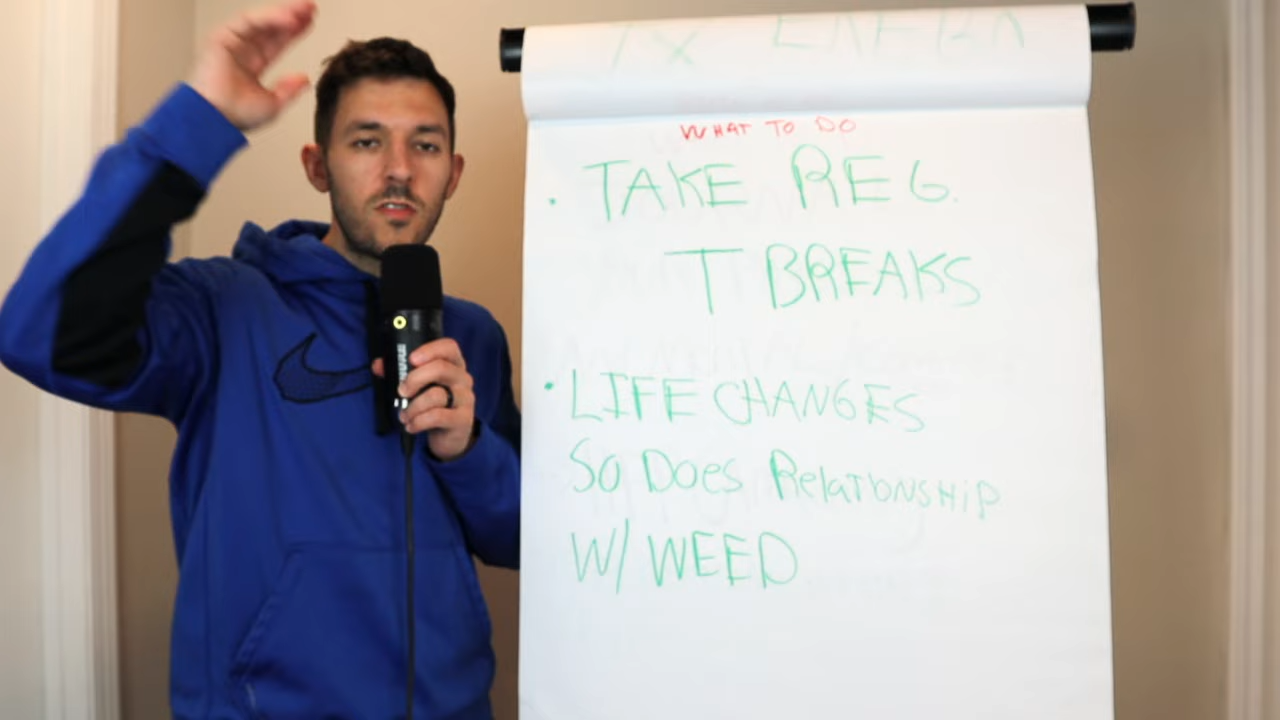 WHAT TO DO
• TAKE REG.
T BREAKS
• LIFE CHANGES
SO DOES RELATIONSHIP
W/ WEED